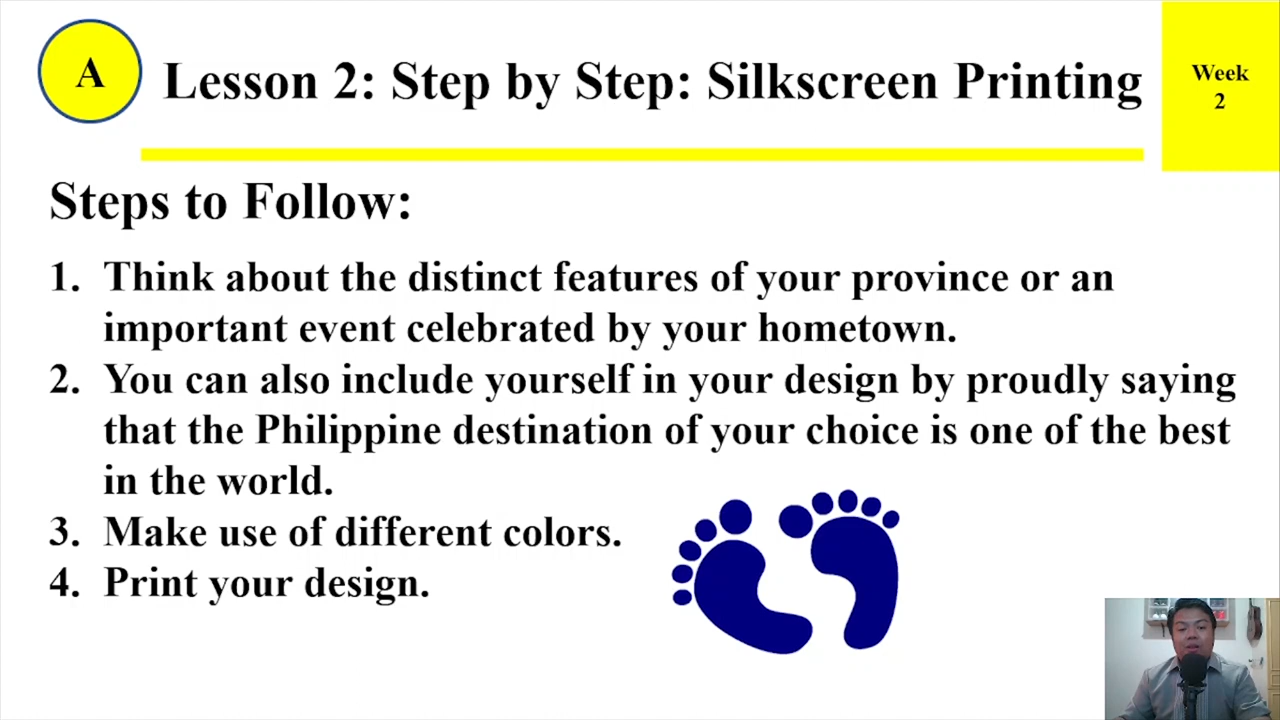 A
Lesson 2: Step by Step: Silkscreen Printing
Week
2
Steps to Follow:
1. Think about the distinct features of your province or an
important event celebrated by your hometown.
2. You can also include yourself in your design by proudly saying
that the Philippine destination of your choice is one of the best
in the world.
3. Make use of different colors.
4. Print your design.